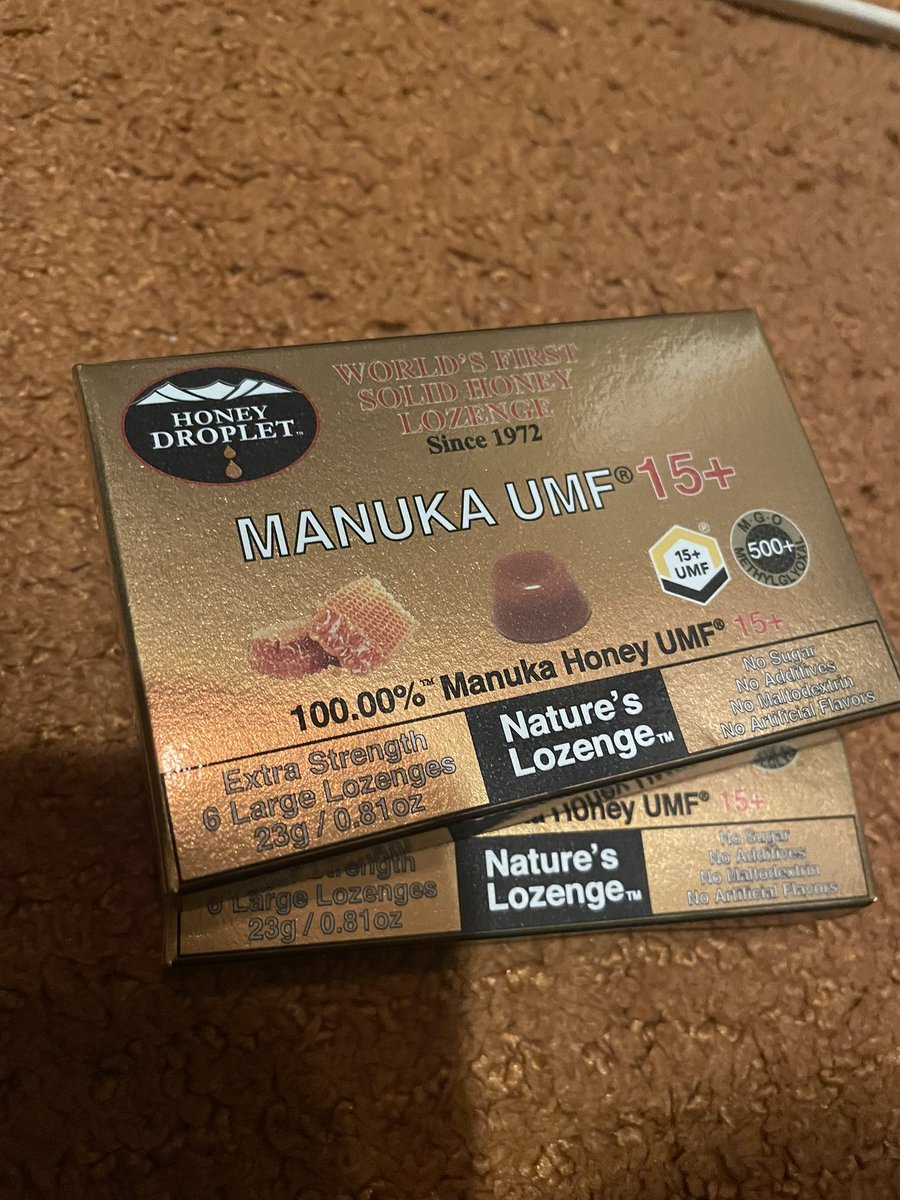 HONEY
DROPLET™
WORLD'S FIRST
SOLID HONEY
LOZENGE
Since 1972
MANUKA UMF® 15+
15+
UMF
®
M·G·O
500+
METHYLGLYOXAL
100.00%™ Manuka Honey UMF® 15+
Extra Strength
6 Large Lozenges
23g / 0.81oz
Nature's
Lozenge™
No Sugar
No Additives
No Maltodextrin
No Artificial Flavors
Honey UMF® 15+
Strength
6 Large Lozenges
23g / 0.81oz
Nature's
Lozenge™
No Sugar
No Additives
No Maltodextrin
No Artificial Flavors